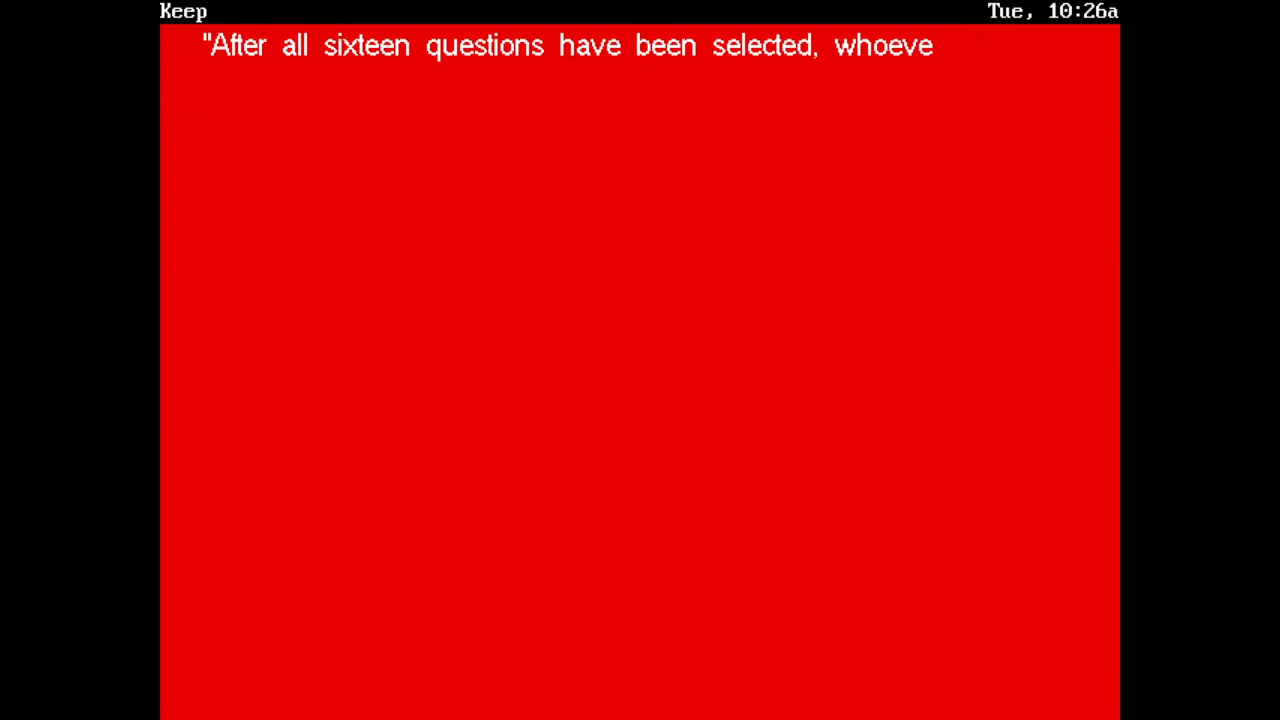 Keep Tue, 10:26a
"After all sixteen questions have been selected, whoeve